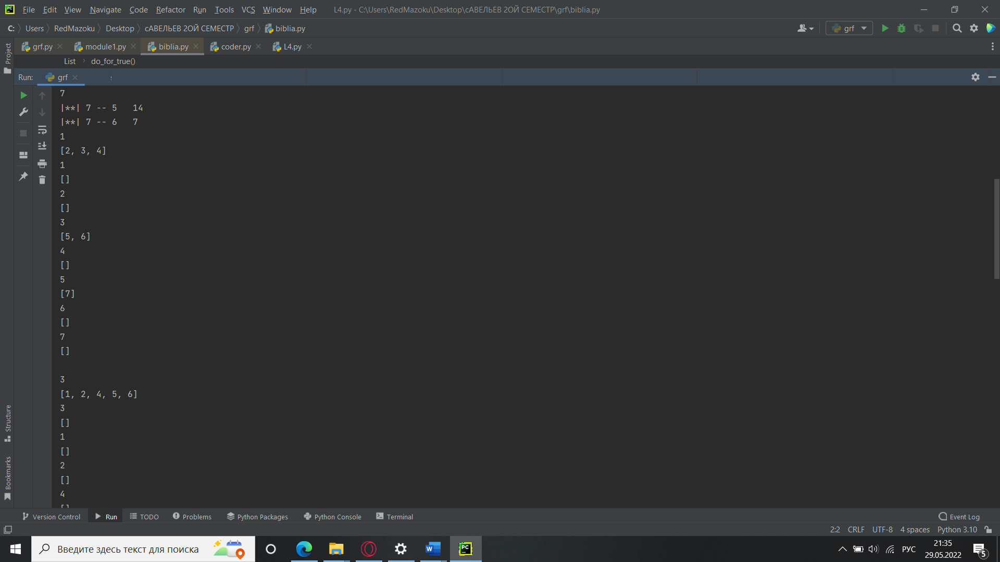 File Edit View Navigate Code Refactor Run Tools VCS Window Help L4.py - C:\Users\RedMazoku\Desktop\сАВЕЛЬЕВ 2ОЙ СЕМЕСТР\grf\biblia.py
C: Users RedMazoku Desktop сАВЕЛЬЕВ 2ОЙ СЕМЕСТР grf biblia.py grf
grf.py module1.py biblia.py coder.py L4.py
List do_for_true()
Run: grf
Project
7
|**| 7 -- 5   14
|**| 7 -- 6   7
1
[2, 3, 4]
1
[]
2
[]
3
[5, 6]
4
[]
5
[7]
6
[]
7
[]
3
[1, 2, 4, 5, 6]
3
[]
1
[]
2
[]
4
[]
Structure
Bookmarks
Version Control Run TODO Problems Python Packages Python Console Terminal Event Log
2:2 CRLF UTF-8 4 spaces Python 3.10
Введите здесь текст для поиска РУС 21:35
29.05.2022 5